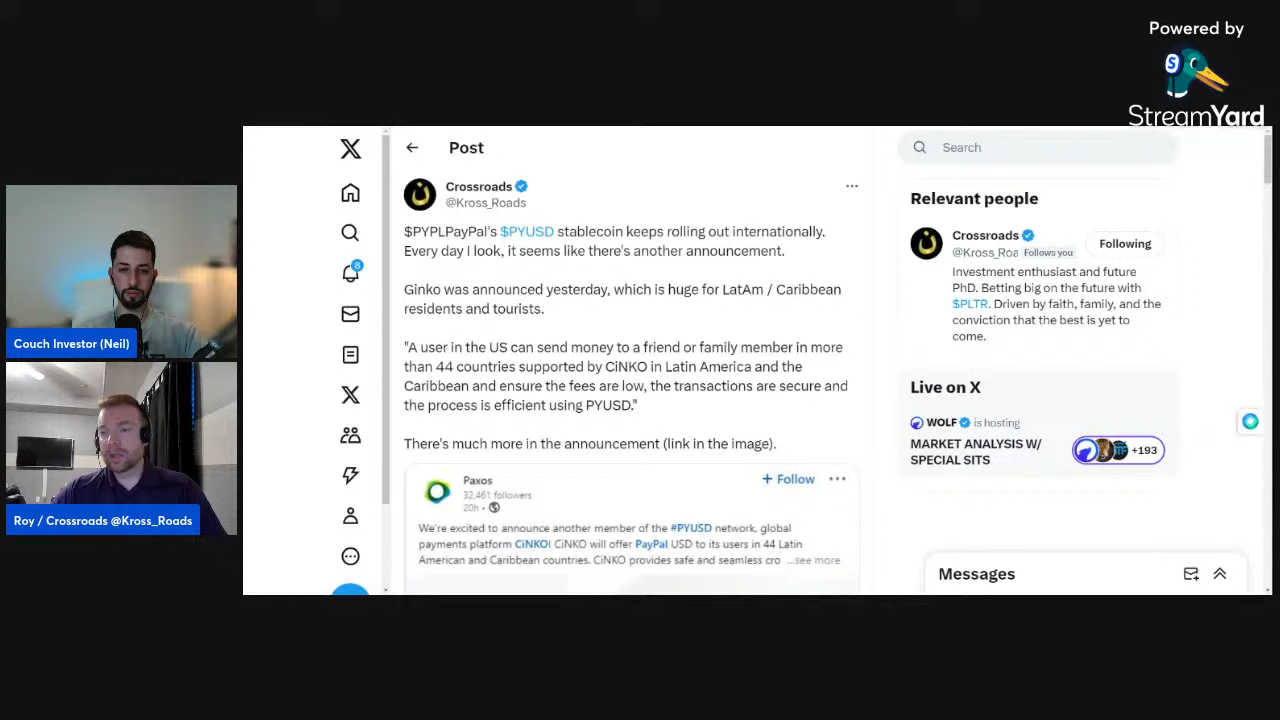 Powered by
StreamYard
Post
Crossroads
@Kross_Roads
$PYPLPayPal's $PYUSD stablecoin keeps rolling out internationally.
Every day I look, it seems like there's another announcement.
Ginko was announced yesterday, which is huge for LatAm / Caribbean
residents and tourists.
"A user in the US can send money to a friend or family member in more
than 44 countries supported by CiNKO in Latin America and the
Caribbean and ensure the fees are low, the transactions are secure and
the process is efficient using PYUSD."
There's much more in the announcement (link in the image).
Paxos
32,461 followers
20h •
+ Follow
We're excited to announce another member of the #PYUSD network, global
payments platform CiNKO! CiNKO will offer PayPal USD to its users in 44 Latin
American and Caribbean countries. CiNKO provides safe and seamless cro ...see more
Search
Relevant people
Crossroads
@Kross_Roa Follows you
Following
Investment enthusiast and future
PhD. Betting big on the future with
$PLTR. Driven by faith, family, and the
conviction that the best is yet to
come.
Live on X
WOLF is hosting
MARKET ANALYSIS W/
SPECIAL SITS
+193
Messages
8
Couch Investor (Neil)
Roy / Crossroads @Kross_Roads